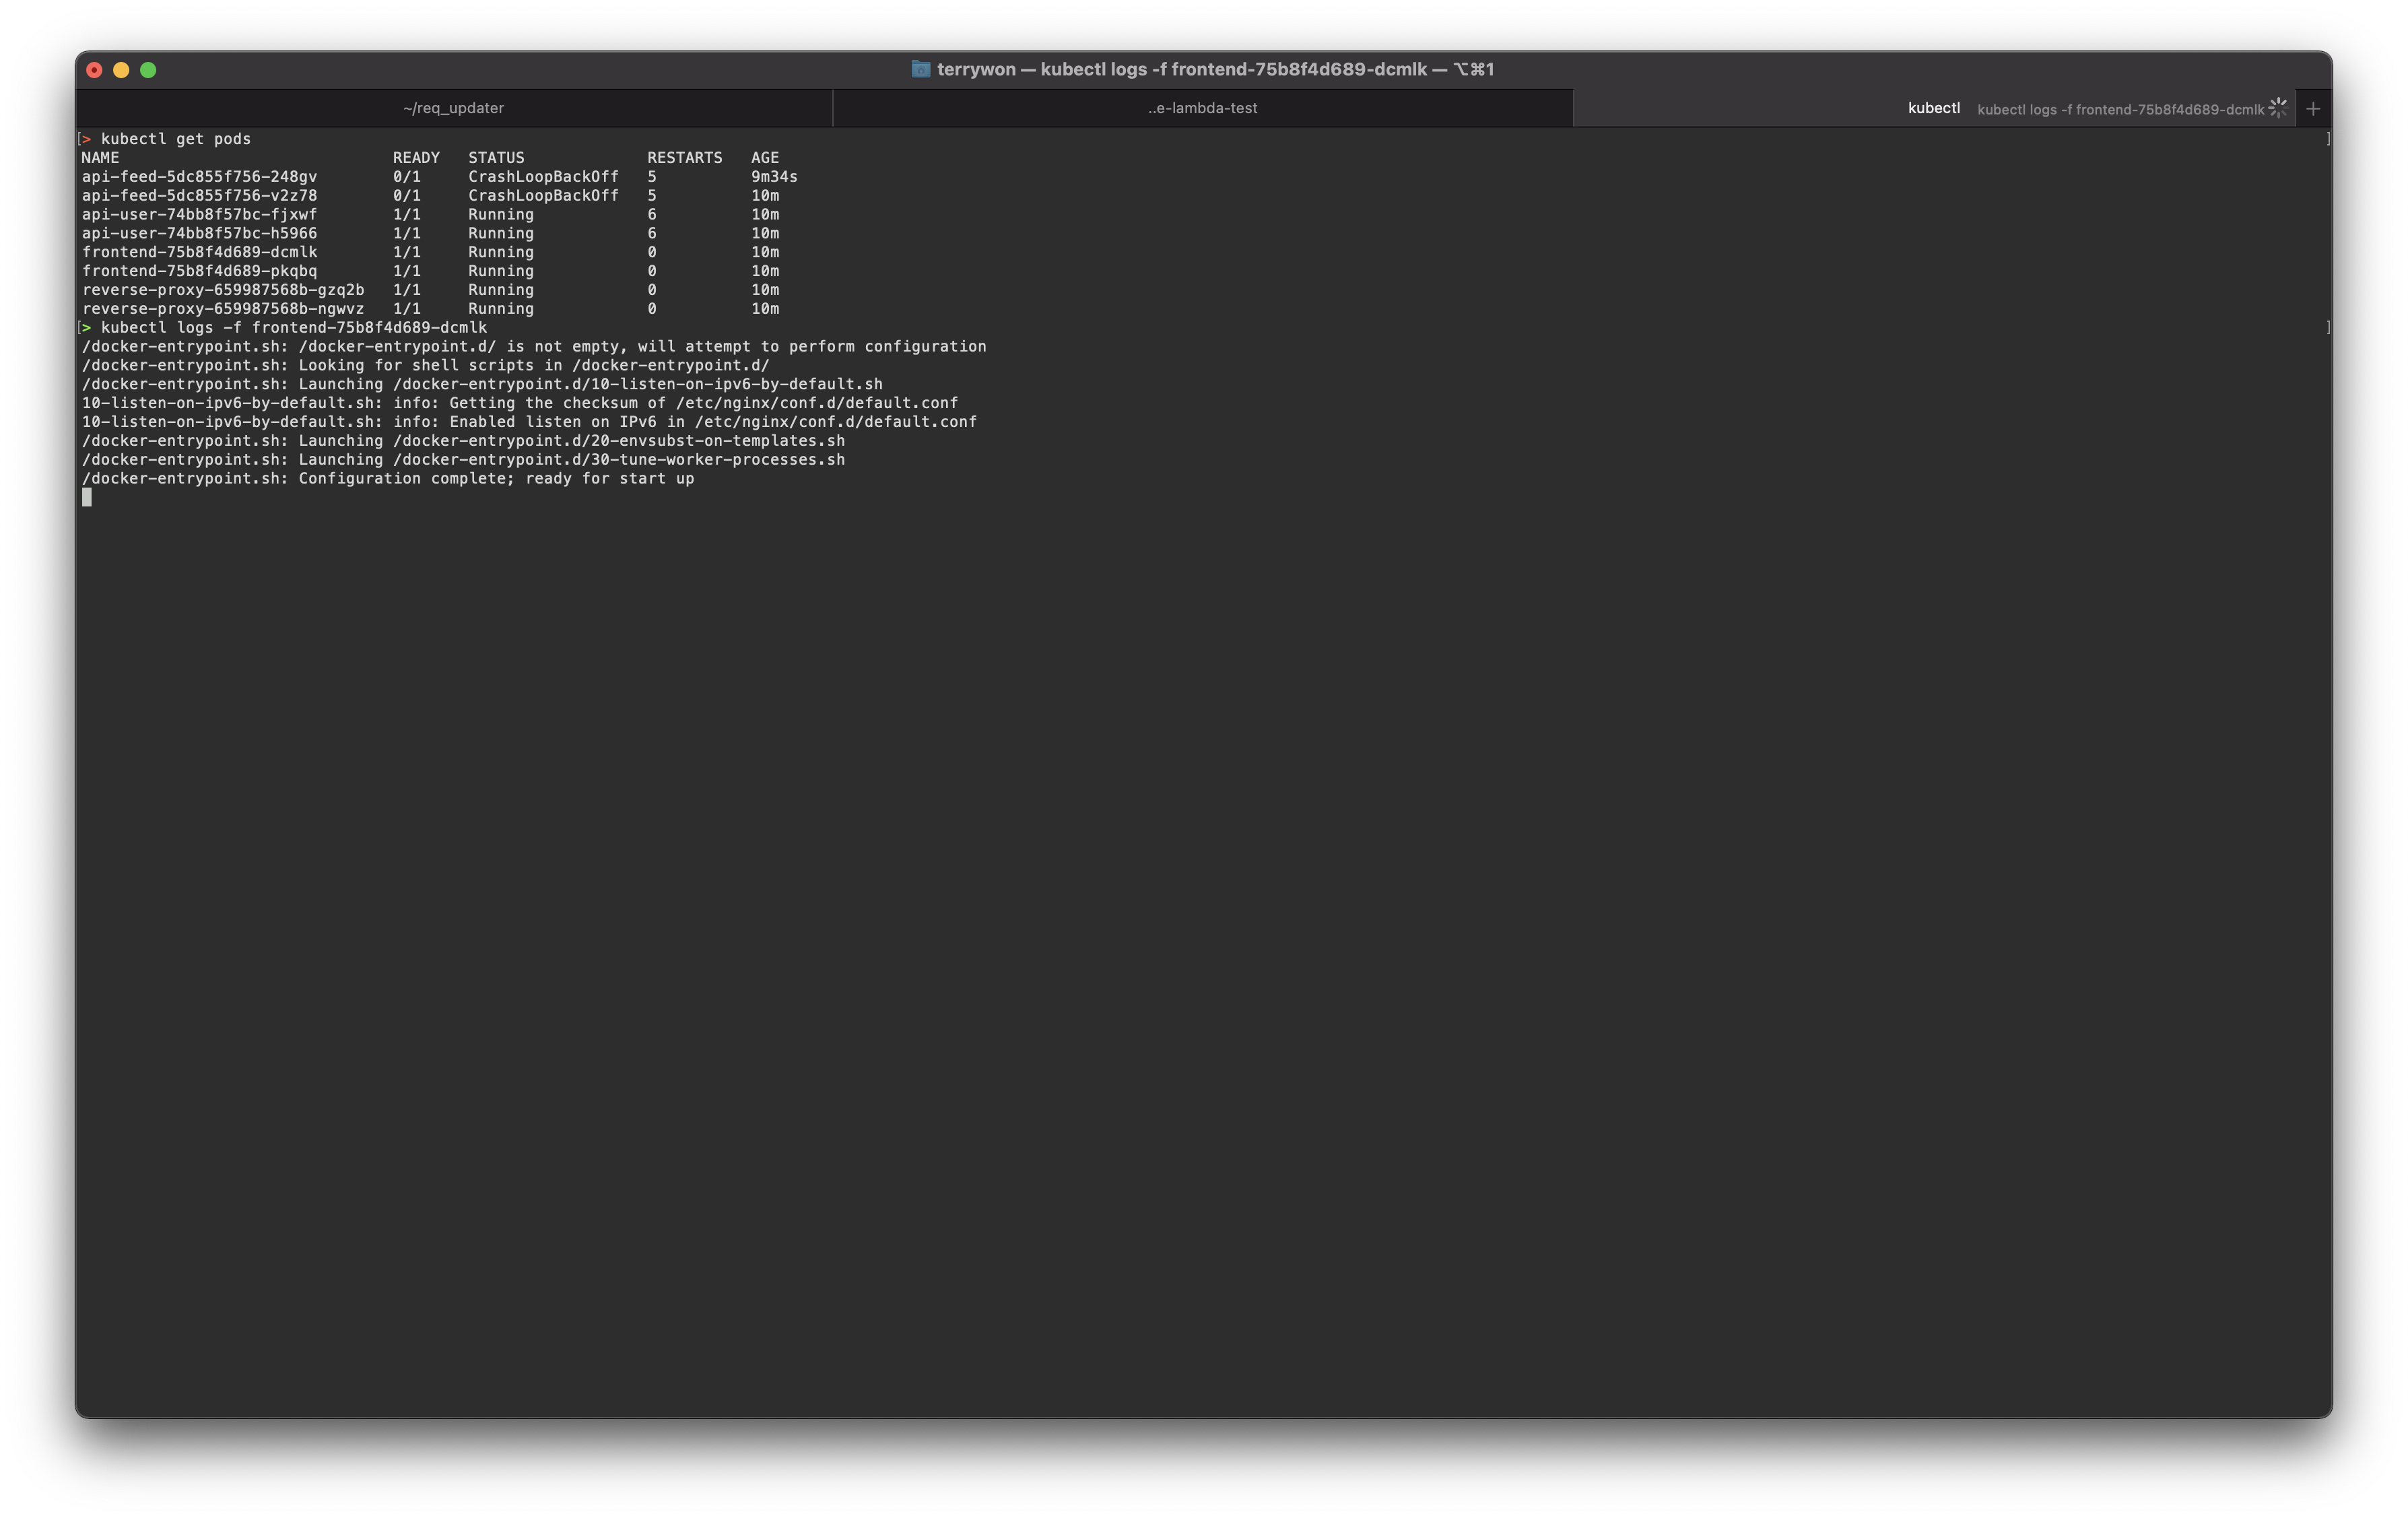 terrywon — kubectl logs -f frontend-75b8f4d689-dcmlk — ⌥⌘1
~/req_updater ..e-lambda-test kubectl kubectl logs -f frontend-75b8f4d689-dcmlk +
[> kubectl get pods ]
NAME READY STATUS RESTARTS AGE
api-feed-5dc855f756-248gv 0/1 CrashLoopBackOff 5 9m34s
api-feed-5dc855f756-v2z78 0/1 CrashLoopBackOff 5 10m
api-user-74bb8f57bc-fjxwf 1/1 Running 6 10m
api-user-74bb8f57bc-h5966 1/1 Running 6 10m
frontend-75b8f4d689-dcmlk 1/1 Running 0 10m
frontend-75b8f4d689-pkqbq 1/1 Running 0 10m
reverse-proxy-659987568b-gzq2b 1/1 Running 0 10m
reverse-proxy-659987568b-ngwvz 1/1 Running 0 10m
[> kubectl logs -f frontend-75b8f4d689-dcmlk ]
/docker-entrypoint.sh: /docker-entrypoint.d/ is not empty, will attempt to perform configuration
/docker-entrypoint.sh: Looking for shell scripts in /docker-entrypoint.d/
/docker-entrypoint.sh: Launching /docker-entrypoint.d/10-listen-on-ipv6-by-default.sh
10-listen-on-ipv6-by-default.sh: info: Getting the checksum of /etc/nginx/conf.d/default.conf
10-listen-on-ipv6-by-default.sh: info: Enabled listen on IPv6 in /etc/nginx/conf.d/default.conf
/docker-entrypoint.sh: Launching /docker-entrypoint.d/20-envsubst-on-templates.sh
/docker-entrypoint.sh: Launching /docker-entrypoint.d/30-tune-worker-processes.sh
/docker-entrypoint.sh: Configuration complete; ready for start up